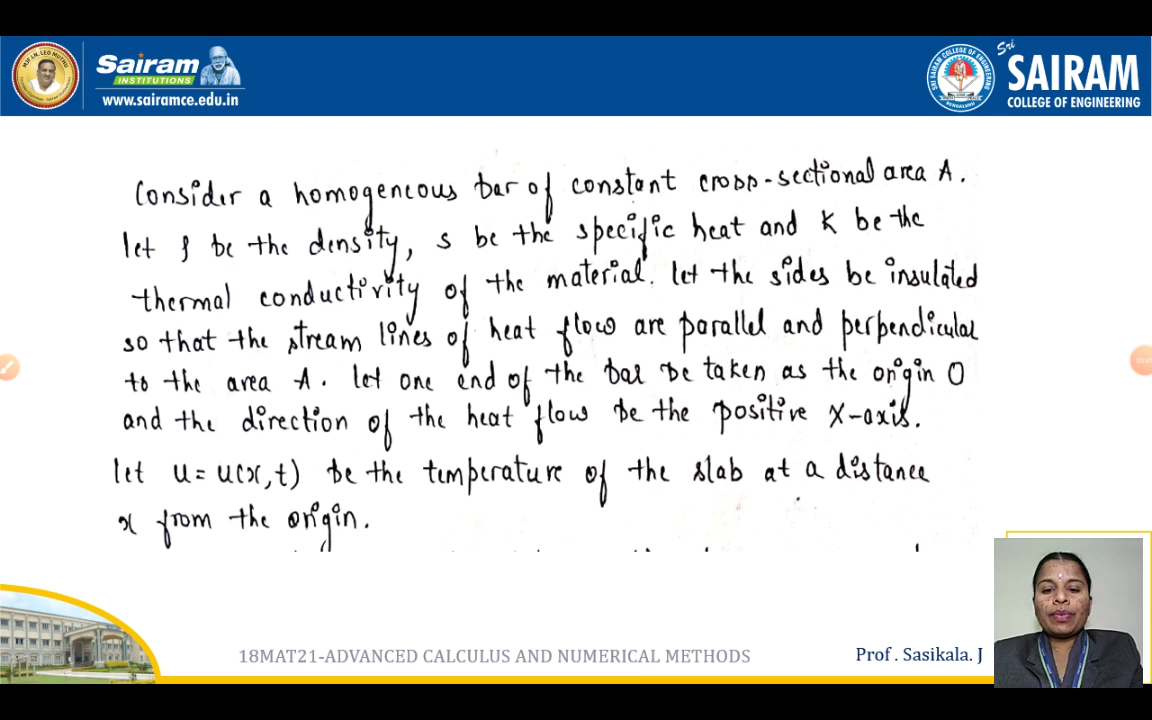 Sairam
INSTITUTIONS
www.sairamce.edu.in
Sri
SAIRAM
COLLEGE OF ENGINEERING
Consider a homogeneous bar of constant cross-sectional area A.
let ρ be the density, s be the specific heat and K be the
thermal conductivity of the material. let the sides be insulated
so that the stream lines of heat flow are parallel and perpendicular
to the area A. let one end of the bar be taken as the origin O
and the direction of the heat flow be the positive X-axis.
let u = u(x,t) be the temperature of the slab at a distance
x from the origin.
18MAT21-ADVANCED CALCULUS AND NUMERICAL METHODS
Prof . Sasikala. J